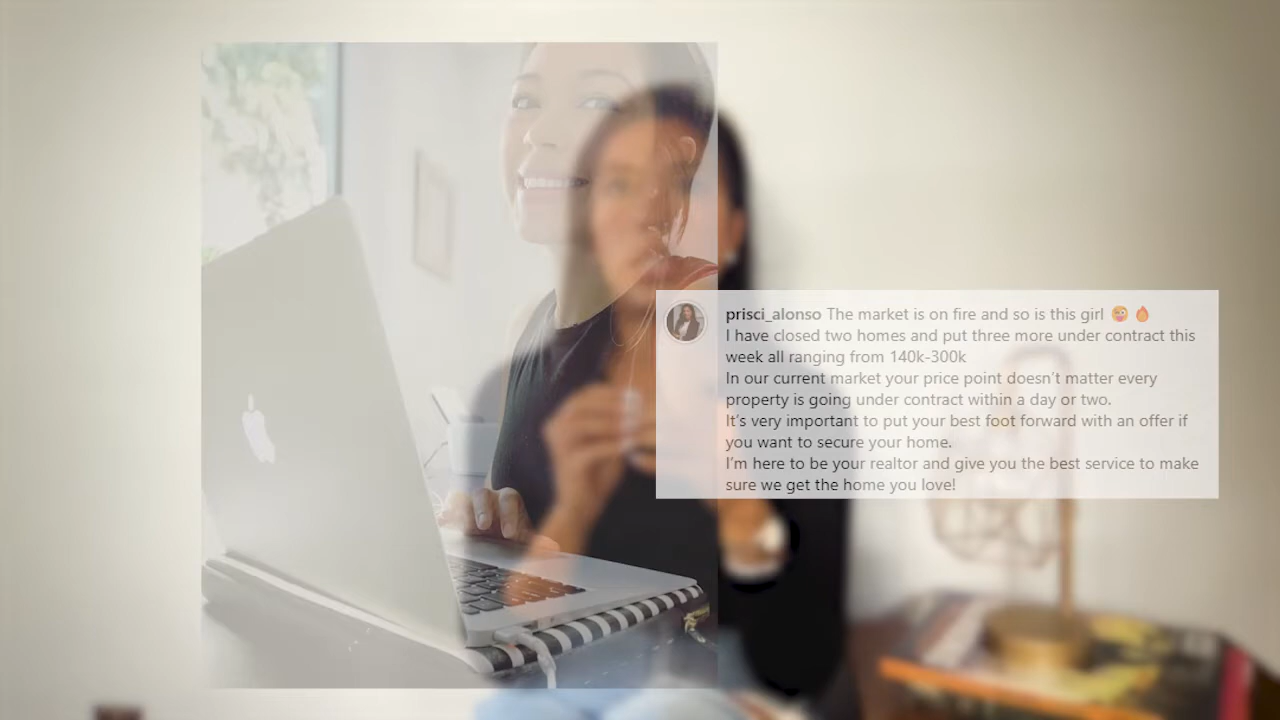 prisci_alonso The market is on fire and so is this girl 🤪🔥
I have closed two homes and put three more under contract this
week all ranging from 140k-300k
In our current market your price point doesn't matter every
property is going under contract within a day or two.
It's very important to put your best foot forward with an offer if
you want to secure your home.
I'm here to be your realtor and give you the best service to make
sure we get the home you love!